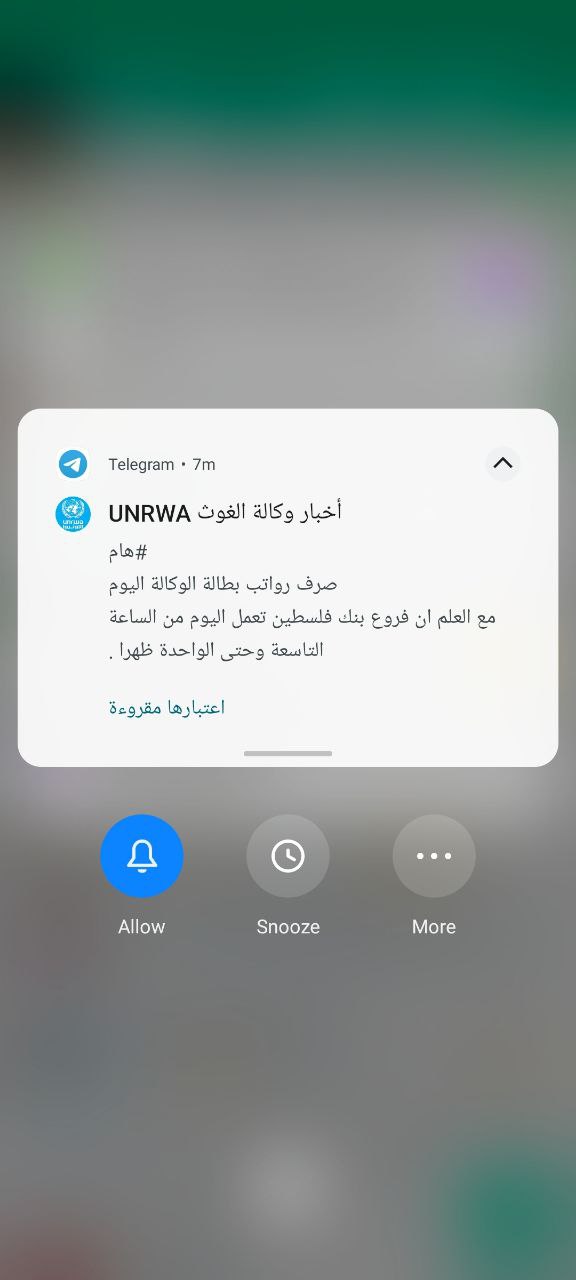 Telegram • 7m
UNRWA أخبار وكالة الغوث
#هام
صرف رواتب بطالة الوكالة اليوم
مع العلم ان فروع بنك فلسطين تعمل اليوم من الساعة
التاسعة وحتى الواحدة ظهرا .
اعتبارها مقروءة
Allow
Snooze
More